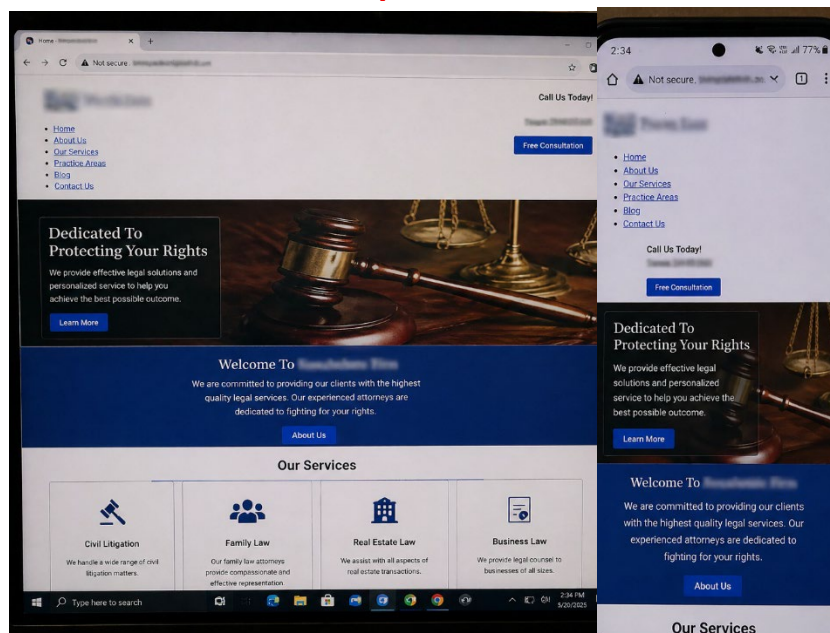 Home
Not secure
Call Us Today!
Home
About Us
Our Services
Practice Areas
Blog
Contact Us
Free Consultation
Dedicated To
Protecting Your Rights
We provide effective legal solutions and
personalized service to help you
achieve the best possible outcome.
Learn More
Welcome To
We are committed to providing our clients with the highest
quality legal services. Our experienced attorneys are
dedicated to fighting for your rights.
About Us
Our Services
Civil Litigation
We handle a wide range of civil
litigation matters.
Family Law
Our family law attorneys
provide compassionate and
effective representation
Real Estate Law
We assist with all aspects of
real estate transactions.
Business Law
We provide legal counsel to
businesses of all sizes.
Type here to search
2:34 PM
5/20/2025
2:34
77%
Not secure
1
Home
About Us
Our Services
Practice Areas
Blog
Contact Us
Call Us Today!
Free Consultation
Dedicated To
Protecting Your Rights
We provide effective legal
solutions and personalized
service to help you achieve the
best possible outcome.
Learn More
Welcome To
We are committed to providing our clients
with the highest quality legal services. Our
experienced attorneys are dedicated to
fighting for your rights.
About Us
Our Services